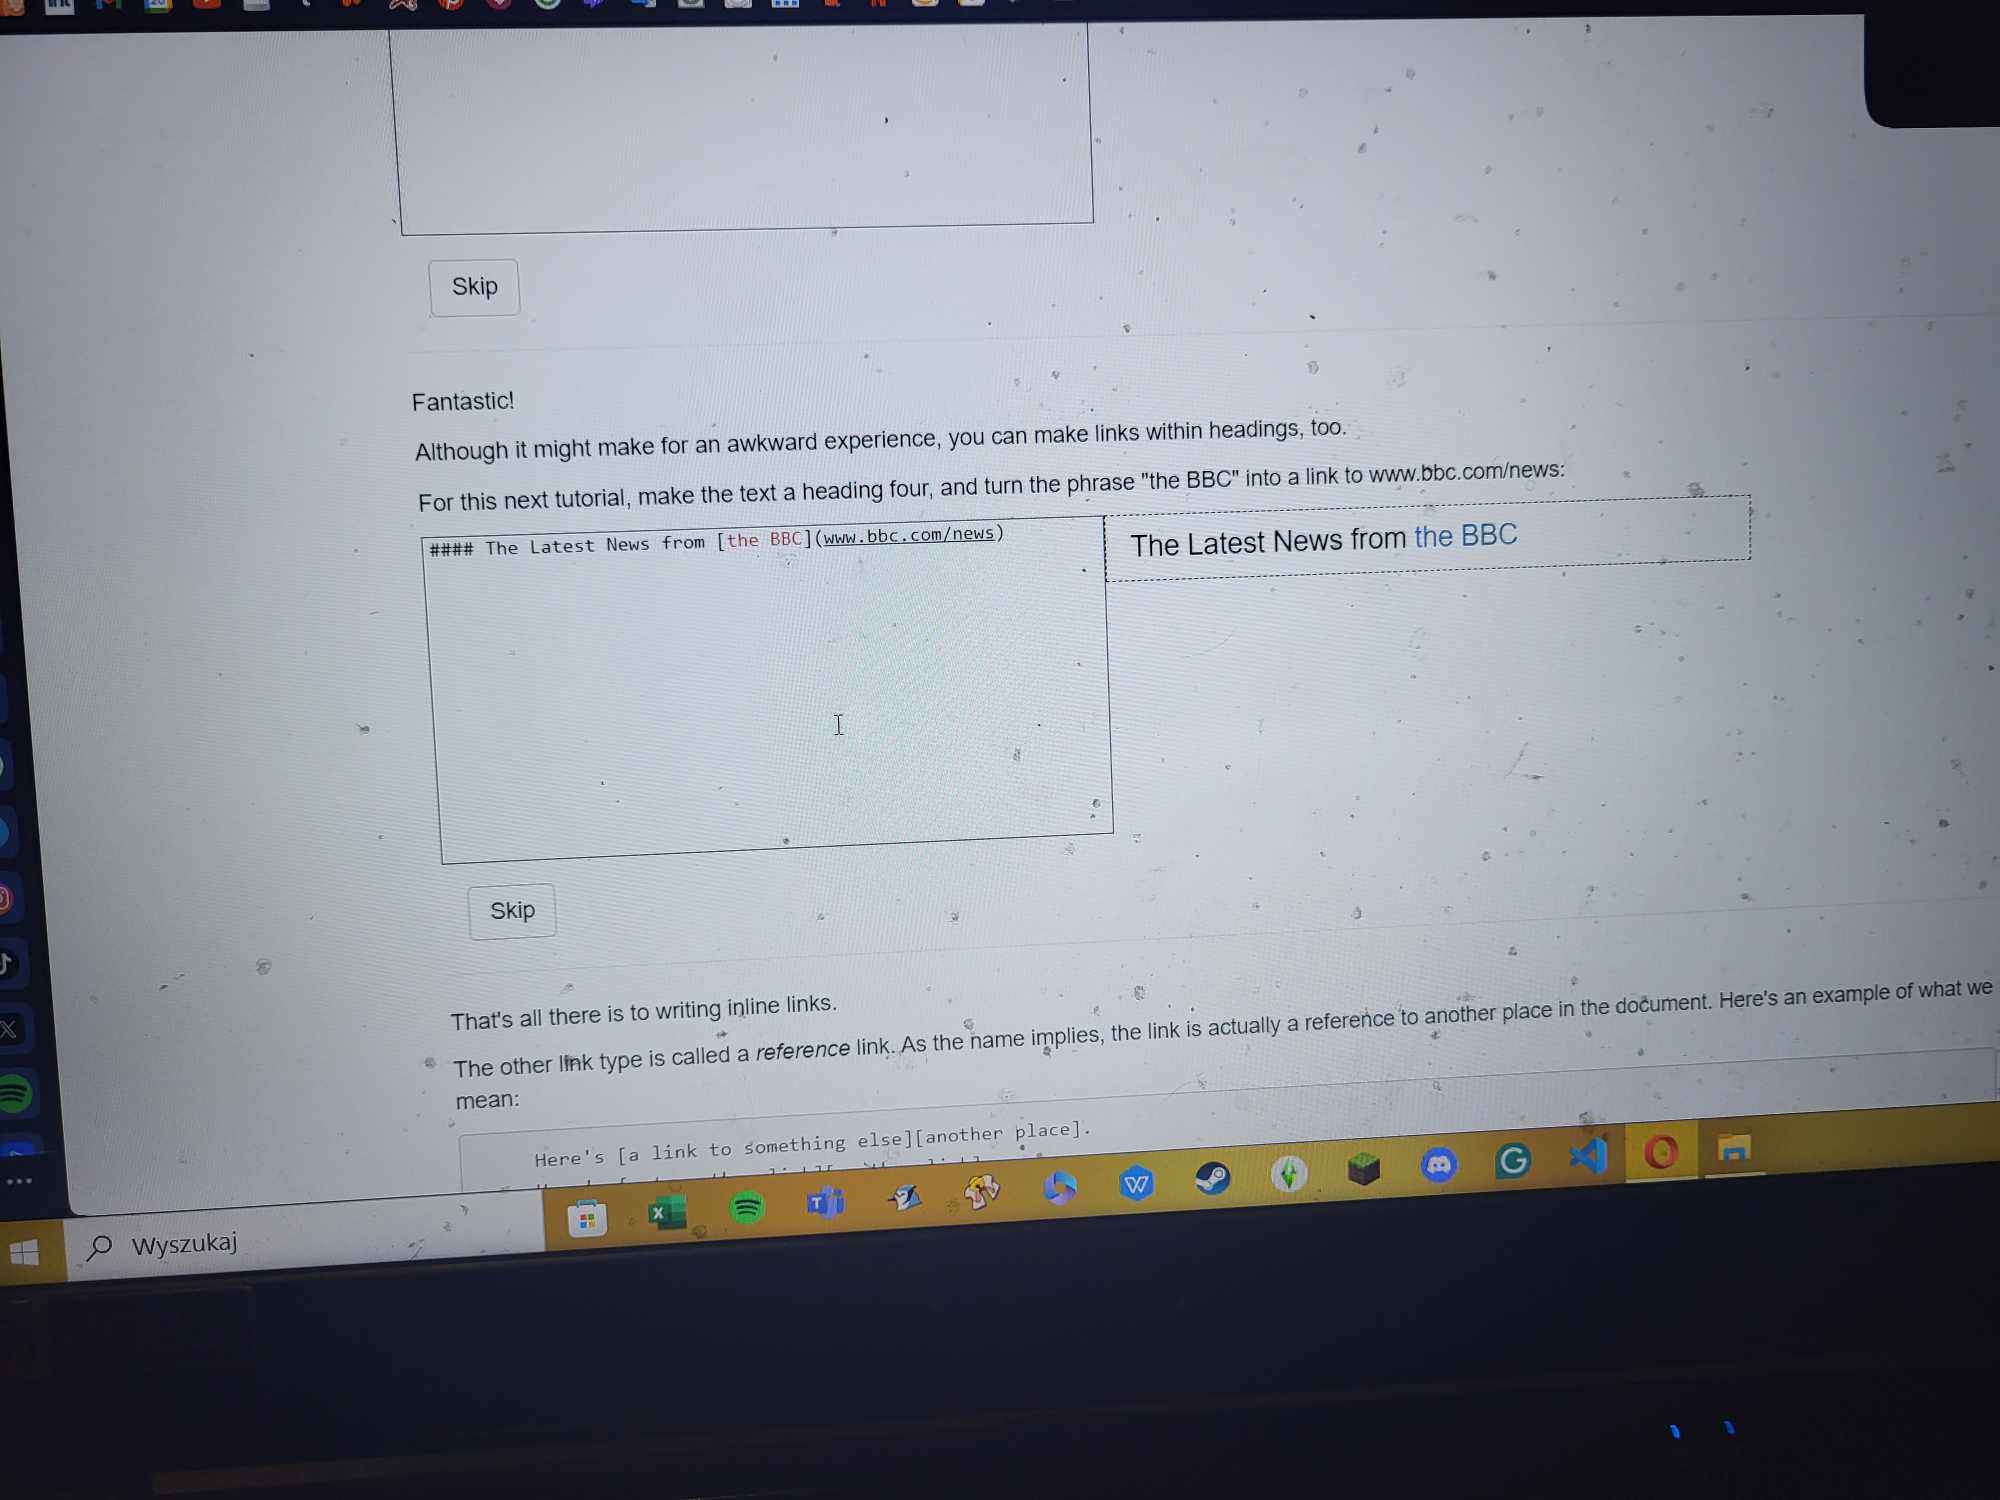 Skip
Fantastic!
Although it might make for an awkward experience, you can make links within headings, too.
For this next tutorial, make the text a heading four, and turn the phrase "the BBC" into a link to www.bbc.com/news:
#### The Latest News from [the BBC](www.bbc.com/news)
The Latest News from the BBC
Skip
That's all there is to writing inline links.
The other link type is called a reference link. As the name implies, the link is actually a reference to another place in the document. Here's an example of what we
mean:
Here's [a link to something else][another place].
Wyszukaj